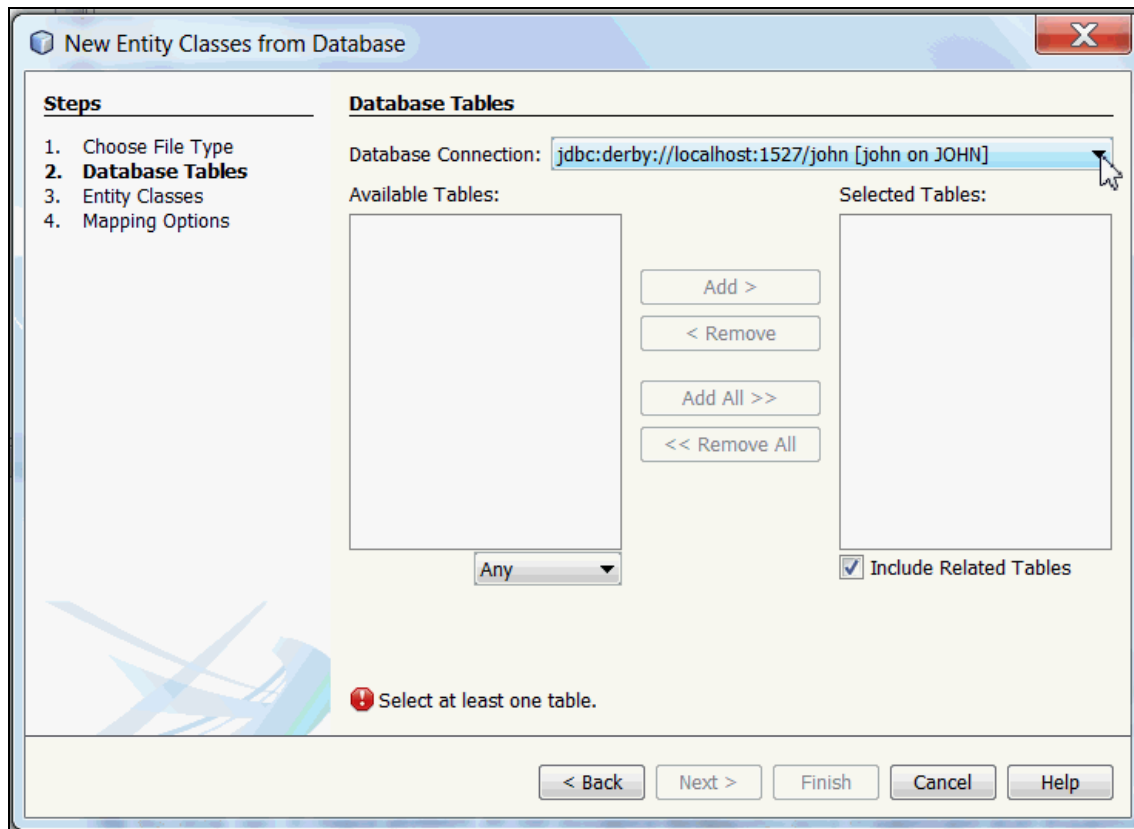 New Entity Classes from Database
Steps
1. Choose File Type
2. Database Tables
3. Entity Classes
4. Mapping Options
Database Tables
Database Connection: jdbc:derby://localhost:1527/john [john on JOHN]
Available Tables:
Selected Tables:
Add >
< Remove
Add All >>
<< Remove All
Any
Include Related Tables
Select at least one table.
< Back Next > Finish Cancel Help